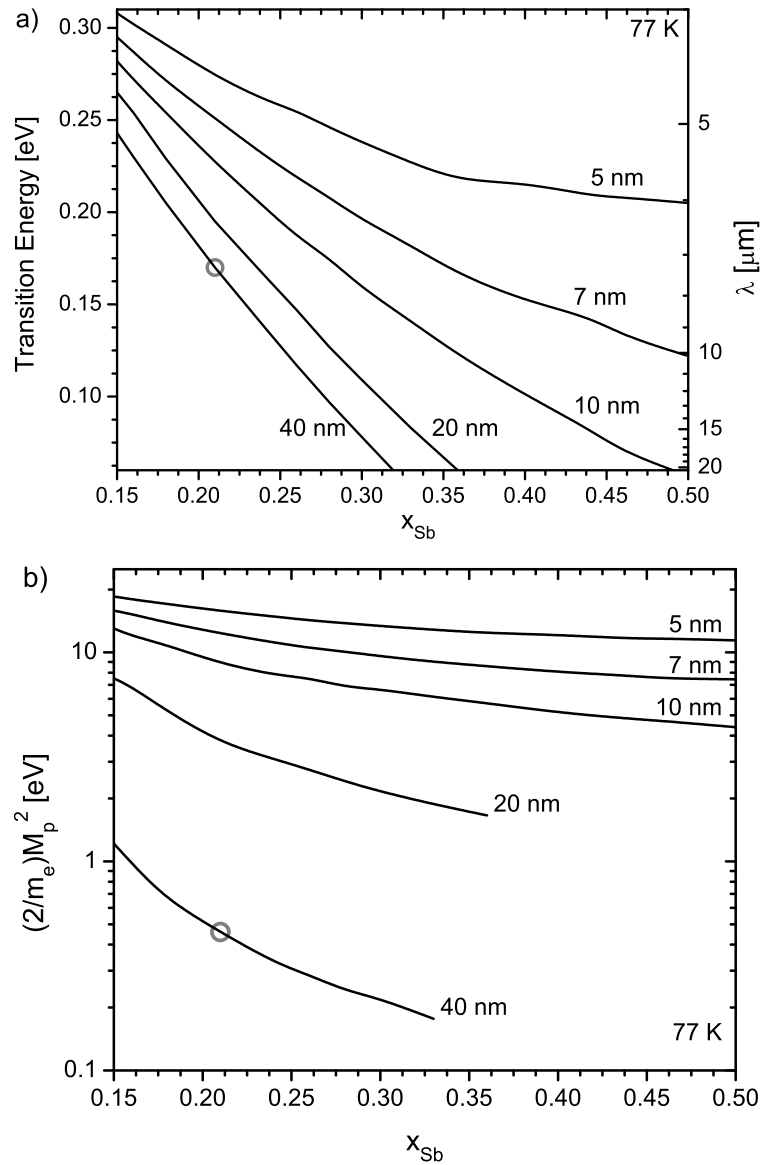 a)
77 K
0.30
0.25
0.20
0.15
0.10
Transition Energy [eV]
5
10
15
20
λ [μm]
5 nm
7 nm
10 nm
20 nm
40 nm
0.15 0.20 0.25 0.30 0.35 0.40 0.45 0.50
x_Sb
b)
10
1
0.1
(2/m_e)M_p^2 [eV]
5 nm
7 nm
10 nm
20 nm
40 nm
77 K
0.15 0.20 0.25 0.30 0.35 0.40 0.45 0.50
x_Sb